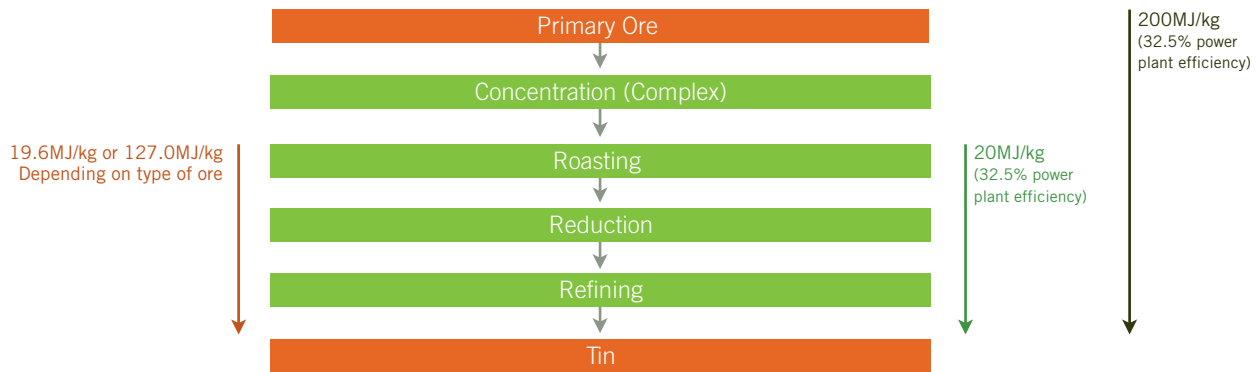 Primary Ore
200MJ/kg
(32.5% power
plant efficiency)
Concentration (Complex)
19.6MJ/kg or 127.0MJ/kg
Depending on type of ore
Roasting
20MJ/kg
(32.5% power
plant efficiency)
Reduction
Refining
Tin